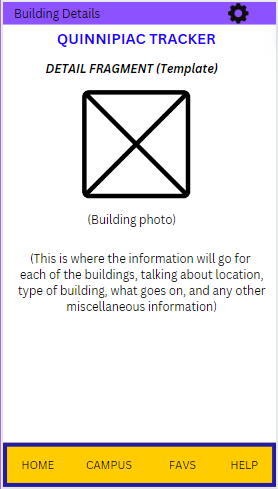 Building Details
QUINNIPIAC TRACKER
DETAIL FRAGMENT (Template)
(Building photo)
(This is where the information will go for
each of the buildings, talking about location,
type of building, what goes on, and any other
miscellaneous information)
HOME CAMPUS FAVS HELP